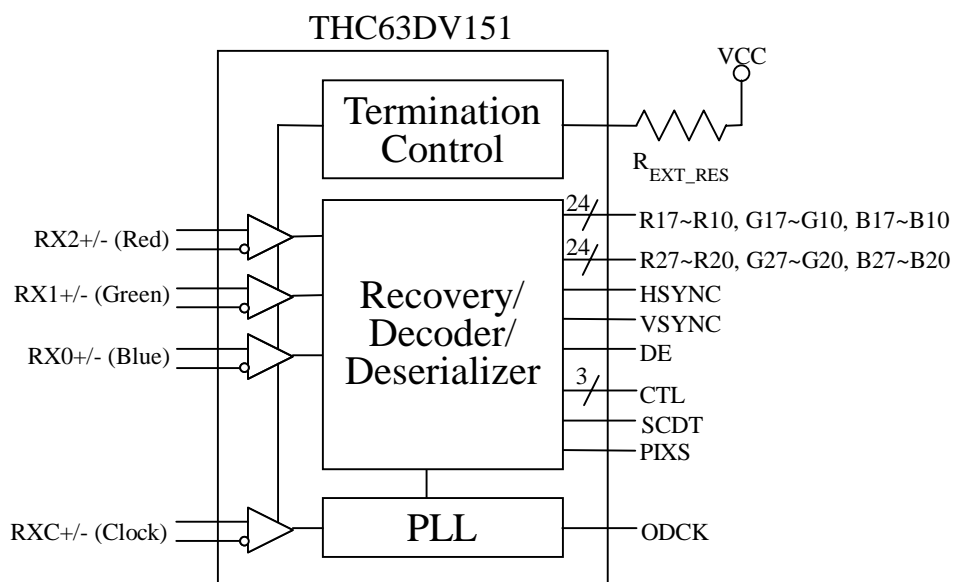 THC63DV151
VCC
Termination
Control
R_EXT_RES
24
R17~R10, G17~G10, B17~B10
RX2+/- (Red)
24
R27~R20, G27~G20, B27~B20
RX1+/- (Green)
Recovery/
Decoder/
Deserializer
HSYNC
VSYNC
RX0+/- (Blue)
DE
3
CTL
SCDT
PIXS
RXC+/- (Clock)
PLL
ODCK